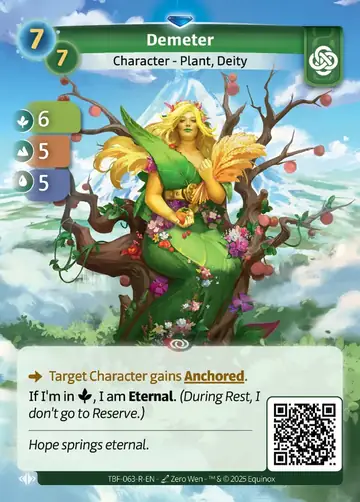 7
7
Demeter
Character - Plant, Deity
6
5
5
Target Character gains Anchored.
If I'm in , I am Eternal. (During Rest, I
don't go to Reserve.)
Hope springs eternal.
TBF-063-R-EN - Zero Wen - ™ & © 2025 Equinox